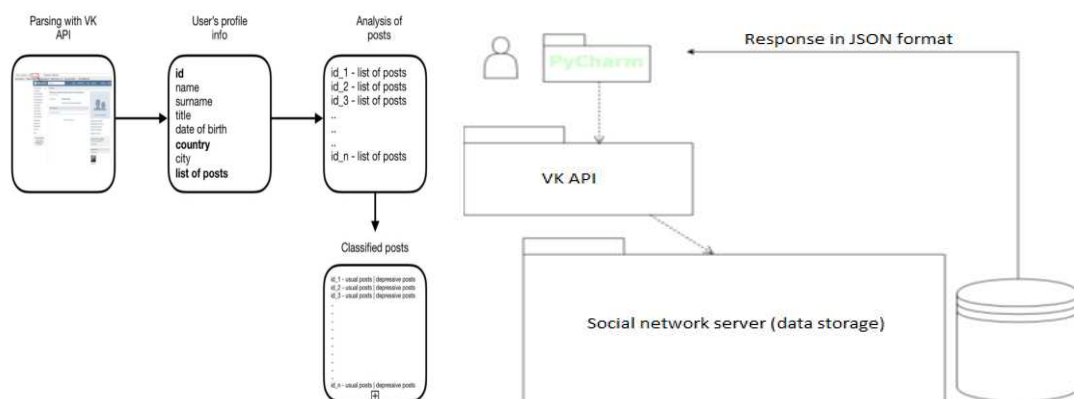 Parsing with VK
API
User's profile
info
Analysis of
posts
id
name
surname
title
date of birth
country
city
list of posts
id_1 - list of posts
id_2 - list of posts
id_3 - list of posts
..
..
..
id_n - list of posts
Classified posts
id_1 - usual posts | depressive posts
id_2 - usual posts | depressive posts
id_3 - usual posts | depressive posts
.
.
.
.
.
.
.
.
.
.
id_n - usual posts | depressive posts
PyCharm
Response in JSON format
VK API
Social network server (data storage)